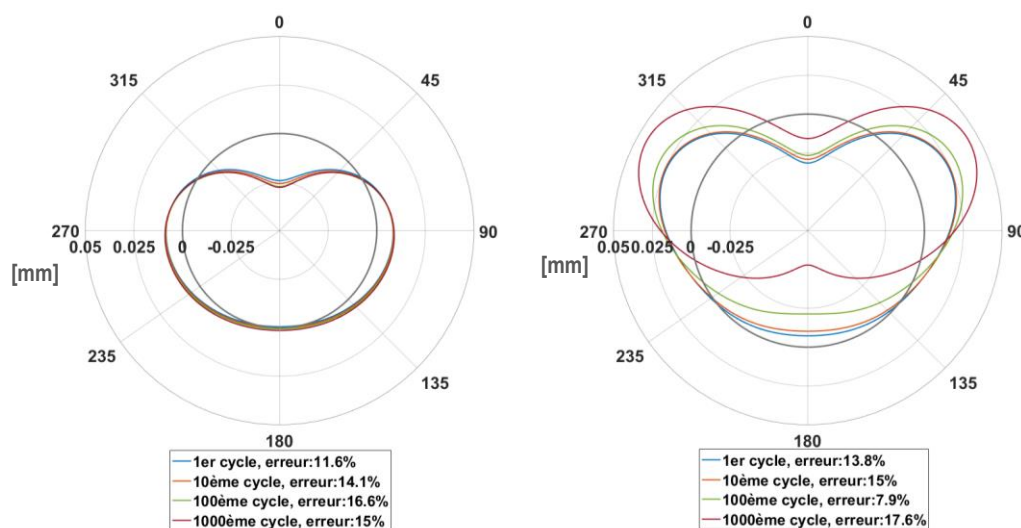 0
315
45
270
90
0.05
0.025
0
-0.025
[mm]
235
135
180
1er cycle, erreur:11.6%
10ème cycle, erreur:14.1%
100ème cycle, erreur:16.6%
1000ème cycle, erreur:15%
0
315
45
270
90
0.05
0.025
0
-0.025
[mm]
235
135
180
1er cycle, erreur:13.8%
10ème cycle, erreur:15%
100ème cycle, erreur:7.9%
1000ème cycle, erreur:17.6%